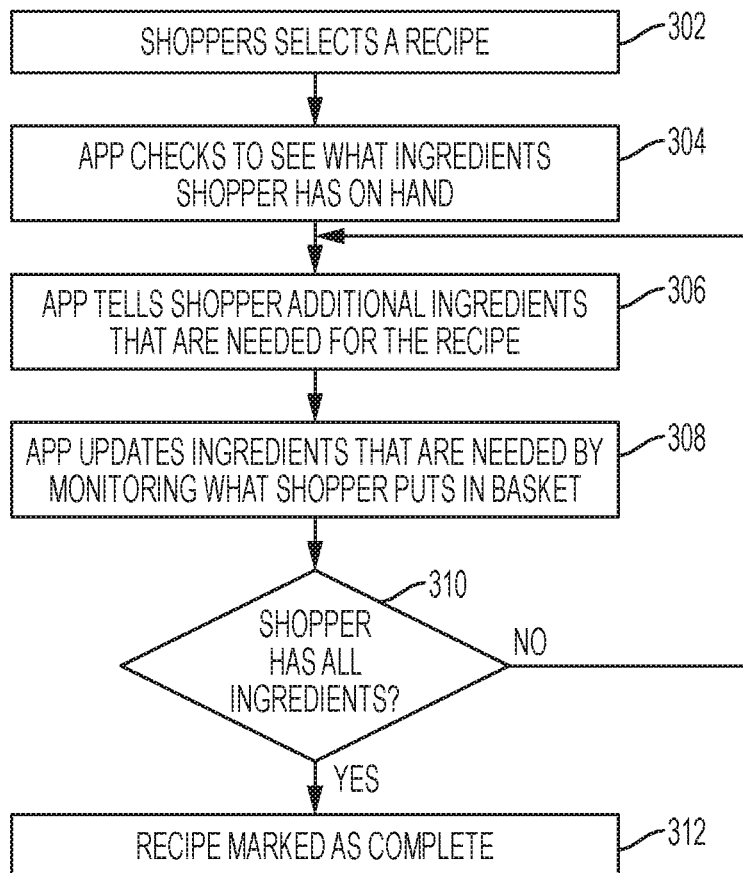 SHOPPERS SELECTS A RECIPE
302
APP CHECKS TO SEE WHAT INGREDIENTS
SHOPPER HAS ON HAND
304
APP TELLS SHOPPER ADDITIONAL INGREDIENTS
THAT ARE NEEDED FOR THE RECIPE
306
APP UPDATES INGREDIENTS THAT ARE NEEDED BY
MONITORING WHAT SHOPPER PUTS IN BASKET
308
310
SHOPPER
HAS ALL
INGREDIENTS?
NO
YES
RECIPE MARKED AS COMPLETE
312